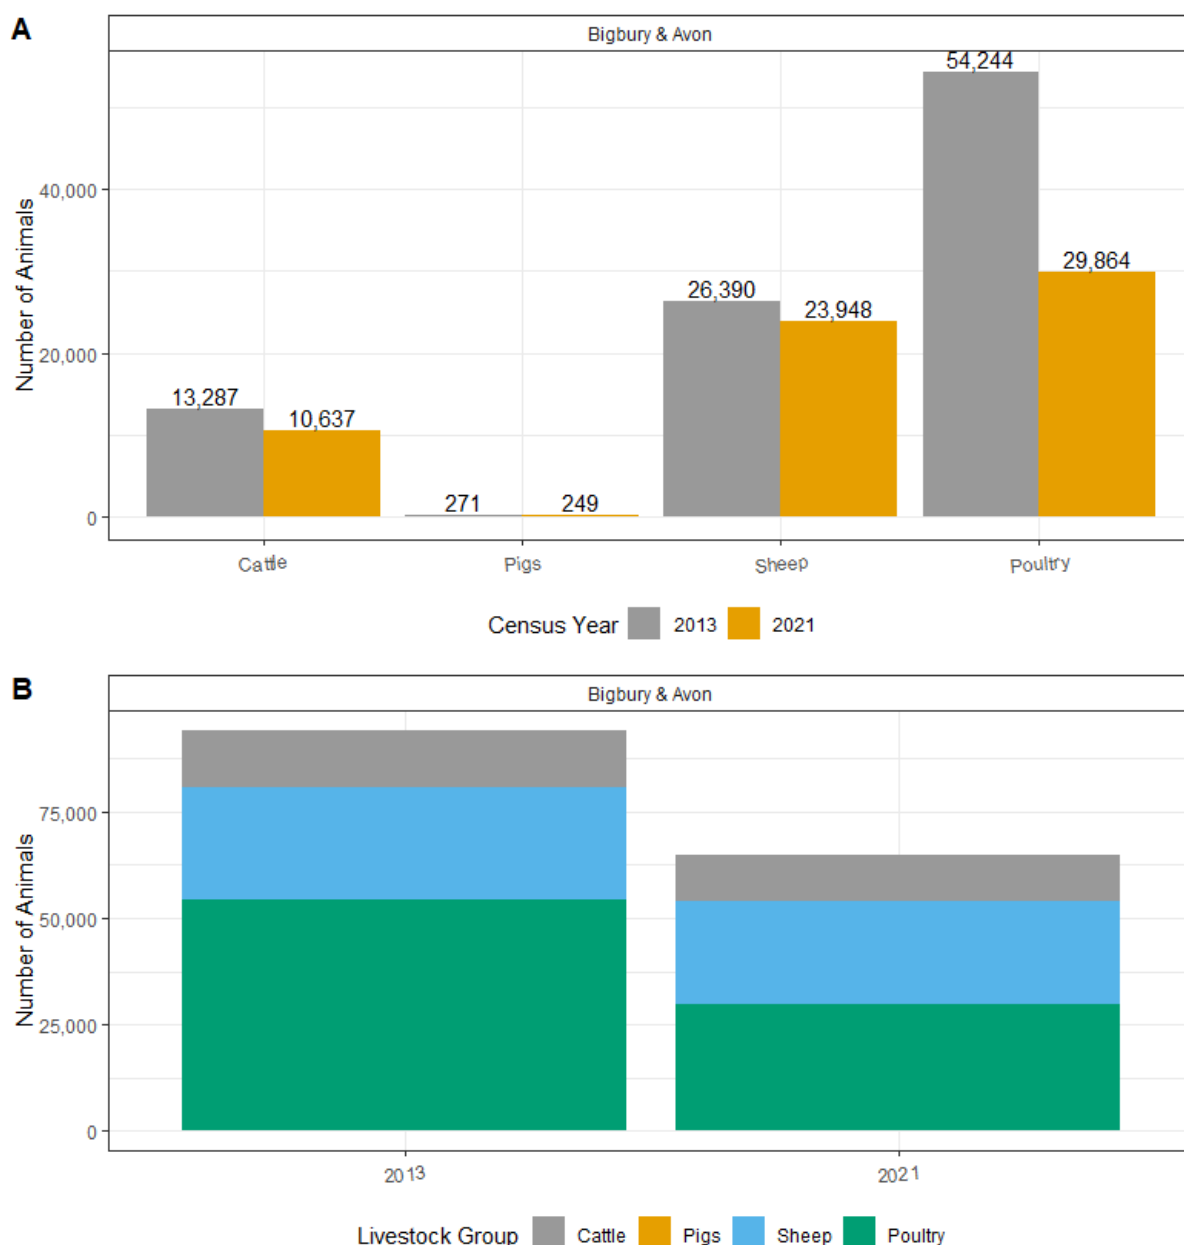 A
Bigbury & Avon
54,244
40,000
29,864
26,390
23,948
20,000
13,287
10,637
271 249
0
Number of Animals
Cattle Pigs Sheep Poultry
Census Year 2013 2021
B
Bigbury & Avon
75,000
50,000
25,000
0
Number of Animals
2013 2021
Livestock Group Cattle Pigs Sheep Poultry